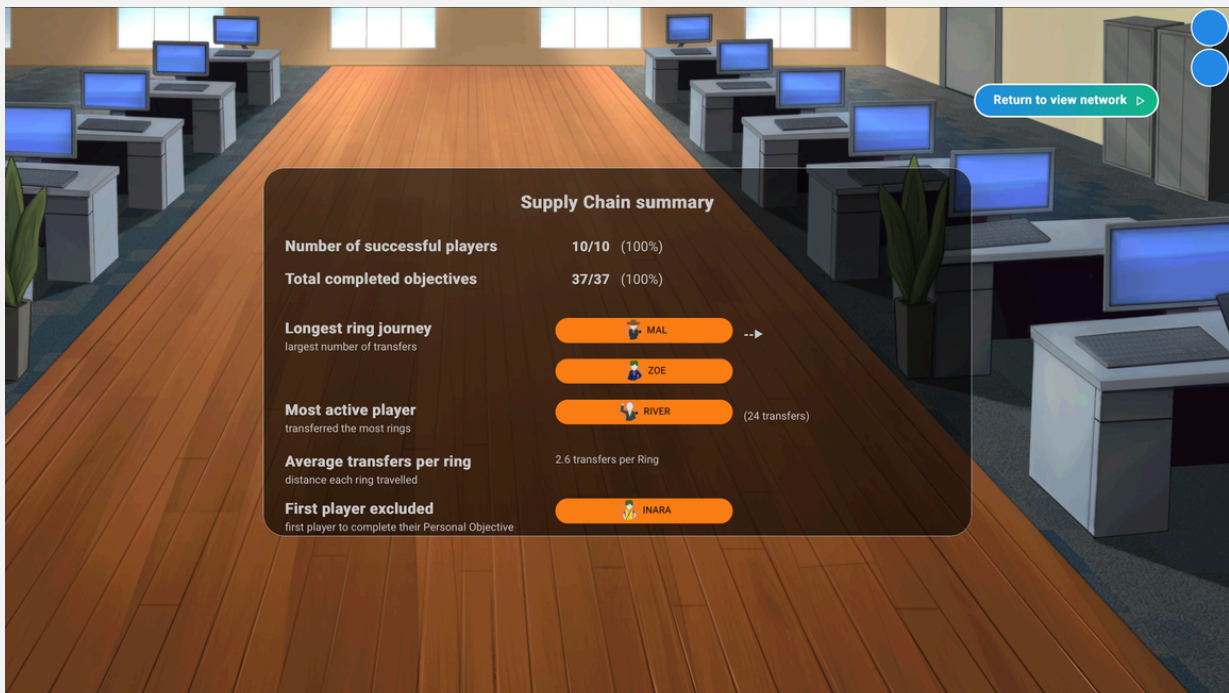 Return to view network
Supply Chain summary
Number of successful players 10/10 (100%)
Total completed objectives 37/37 (100%)
Longest ring journey MAL -->
largest number of transfers
ZOE
Most active player RIVER (24 transfers)
transferred the most rings
Average transfers per ring 2.6 transfers per Ring
distance each ring travelled
First player excluded INARA
first player to complete their Personal Objective